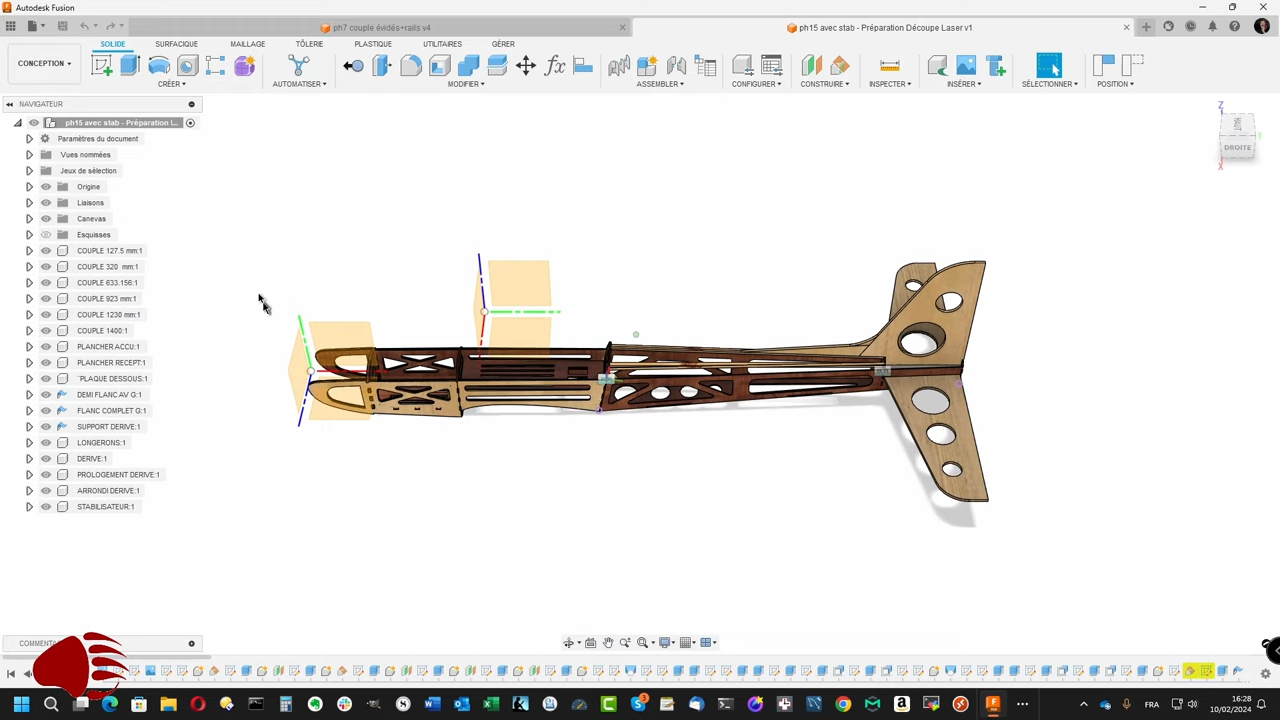 Autodesk Fusion
ph7 couple évidés+rails v4
ph15 avec stab - Préparation Découpe Laser v1
CONCEPTION
SOLIDE
SURFACIQUE
MAILLAGE
TÔLERIE
PLASTIQUE
UTILITAIRES
GÉRER
CRÉER
AUTOMATISER
MODIFIER
ASSEMBLER
CONFIGURER
CONSTRUIRE
INSPECTER
INSÉRER
SÉLECTIONNER
POSITION
NAVIGATEUR
ph15 avec stab - Préparation l...
Paramètres du document
Vues nommées
Jeux de sélection
Origine
Liaisons
Canevas
Esquisses
COUPLE 127.5 mm:1
COUPLE 320 mm:1
COUPLE 633.156:1
COUPLE 923 mm:1
COUPLE 1230 mm:1
COUPLE 1400:1
PLANCHER ACCU:1
PLANCHER RECEPT:1
PLAQUE DESSOUS:1
DEMI FLANC AV G:1
FLANC COMPLET G:1
SUPPORT DERIVE:1
LONGERONS:1
DERIVE:1
PROLOGEMENT DERIVE:1
ARRONDI DERIVE:1
STABILISATEUR:1
Z
HAUT
DROITE
Y
X
FRA
16:28
10/02/2024